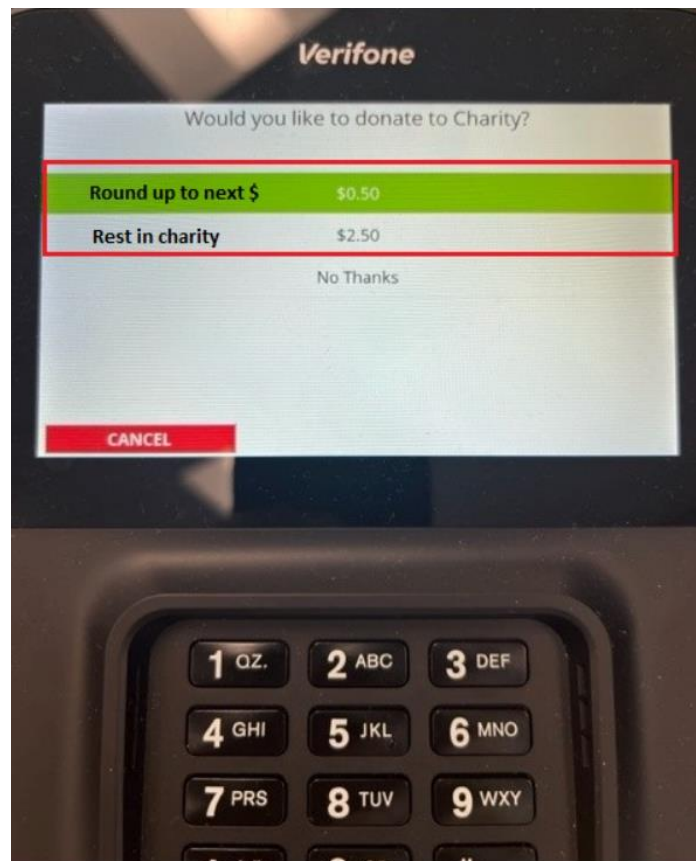 Verifone
Would you like to donate to Charity?
Round up to next $ $0.50
Rest in charity $2.50
No Thanks
CANCEL
1 QZ. 2 ABC 3 DEF
4 GHI 5 JKL 6 MNO
7 PRS 8 TUV 9 WXY